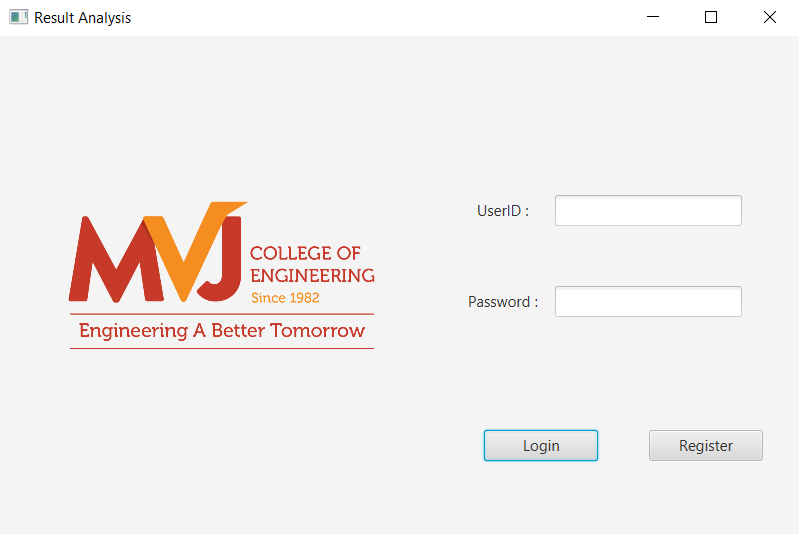 Result Analysis
MVJ
COLLEGE OF
ENGINEERING
Since 1982
Engineering A Better Tomorrow
UserID :
Password :
Login
Register